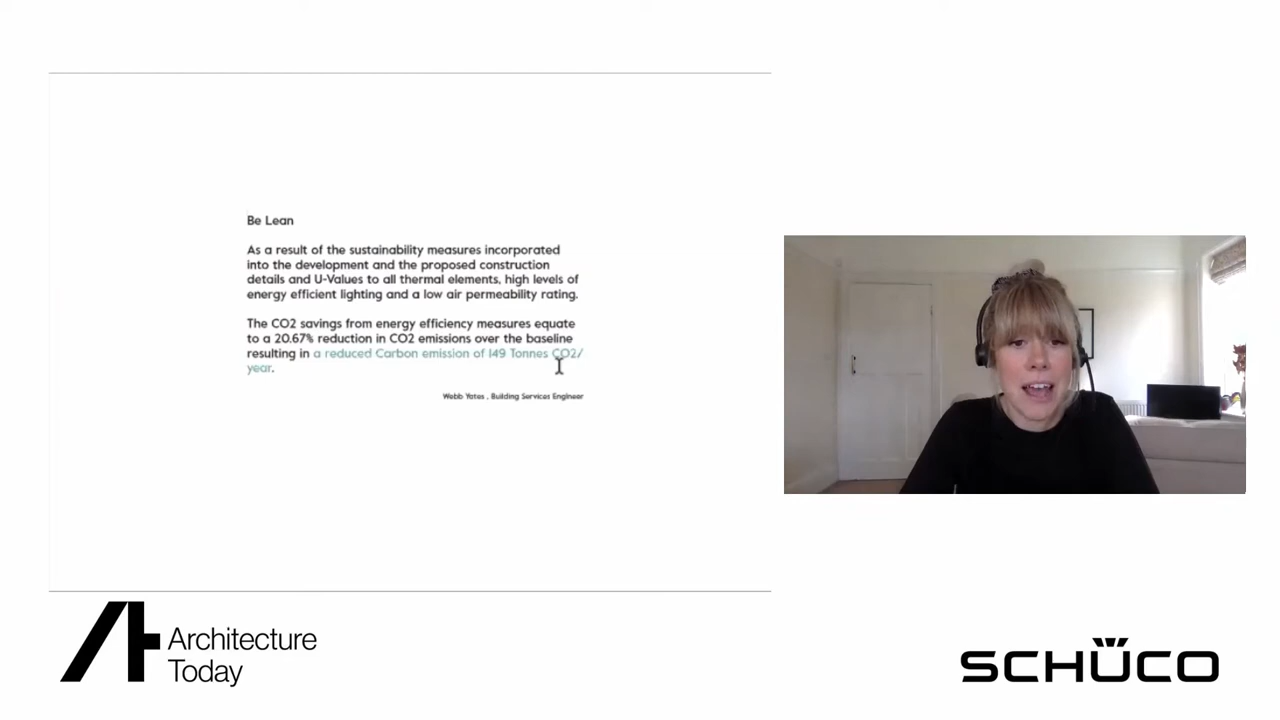 Be Lean
As a result of the sustainability measures incorporated
into the development and the proposed construction
details and U-Values to all thermal elements, high levels of
energy efficient lighting and a low air permeability rating.
The CO2 savings from energy efficiency measures equate
to a 20.67% reduction in CO2 emissions over the baseline
resulting in a reduced Carbon emission of 149 Tonnes CO2/
year.
Webb Yates , Building Services Engineer
Architecture
Today
SCHÜCO